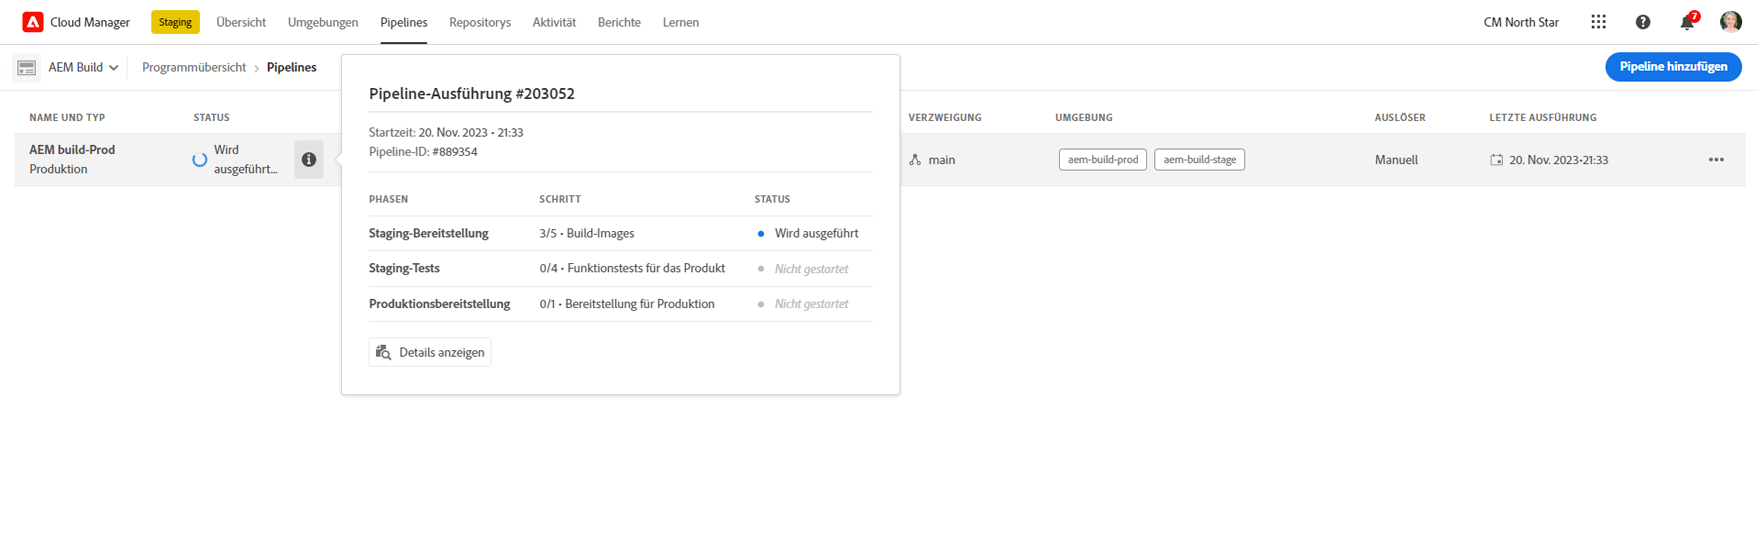 Cloud Manager Staging Übersicht Umgebungen Pipelines Repositorys Aktivität Berichte Lernen CM North Star 7
AEM Build Programmübersicht > Pipelines Pipeline hinzufügen
NAME UND TYP STATUS VERZWEIGUNG UMGEBUNG AUSLÖSER LETZTE AUSFÜHRUNG
AEM build-Prod
Produktion
Wird
ausgeführt...
main aem-build-prod aem-build-stage Manuell 20. Nov. 2023•21:33
Pipeline-Ausführung #203052
Startzeit: 20. Nov. 2023 • 21:33
Pipeline-ID: #889354
PHASEN SCHRITT STATUS
Staging-Bereitstellung 3/5 • Build-Images Wird ausgeführt
Staging-Tests 0/4 • Funktionstests für das Produkt Nicht gestartet
Produktionsbereitstellung 0/1 • Bereitstellung für Produktion Nicht gestartet
Details anzeigen